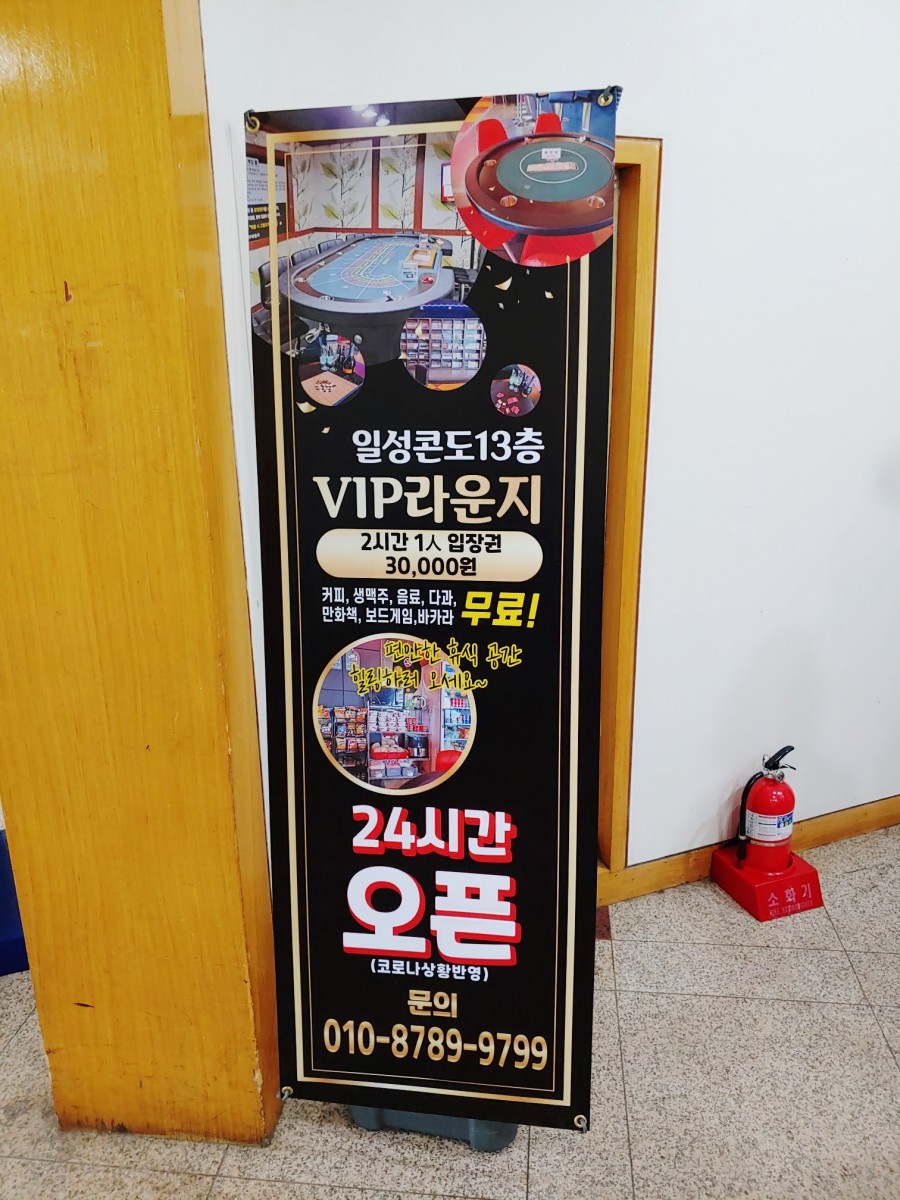 일성콘도13층
VIP라운지
2시간 1人 입장권
30,000원
커피, 생맥주, 음료, 다과,
만화책, 보드게임,바카라
무료!
편안한 휴식 공간
힐링하러 오세요~
24시간
오픈
(코로나상황반영)
문의
010-8789-9799
소화기